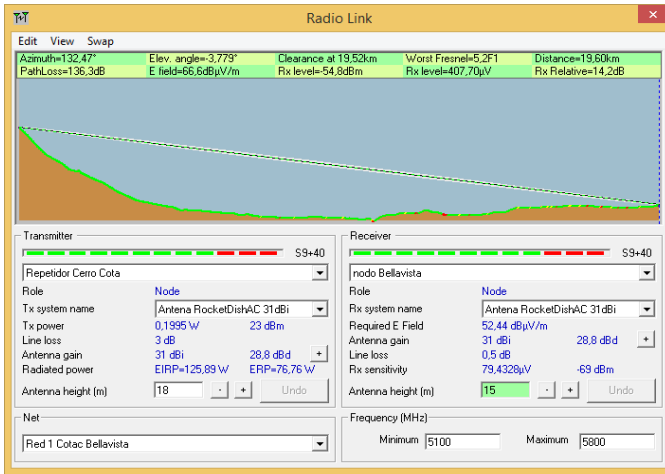 Radio Link
Edit View Swap
Azimuth=132,47° Elev. angle=-3,779° Clearance at 19,52km Worst Fresnel=5,2F1 Distance=19,60km
PathLoss=136,3dB E field=66,6dBµV/m Rx level=-54,8dBm Rx level=407,70µV Rx Relative=14,2dB
Transmitter
S9+40
Repetidor Cerro Cota
Role Node
Tx system name Antena RocketDishAC 31dBi
Tx power 0,1995 W 23 dBm
Line loss 3 dB
Antenna gain 31 dBi 28,8 dBd +
Radiated power EIRP=125,89 W ERP=76,76 W
Antenna height (m) 18 - + Undo
Net
Red 1 Cotac Bellavista
Receiver
S9+40
nodo Bellavista
Role Node
Rx system name Antena RocketDishAC 31dBi
Required E Field 52,44 dBµV/m
Antenna gain 31 dBi 28,8 dBd +
Line loss 0,5 dB
Rx sensitivity 79,4328µV -69 dBm
Antenna height (m) 15 - + Undo
Frequency (MHz)
Minimum 5100 Maximum 5800